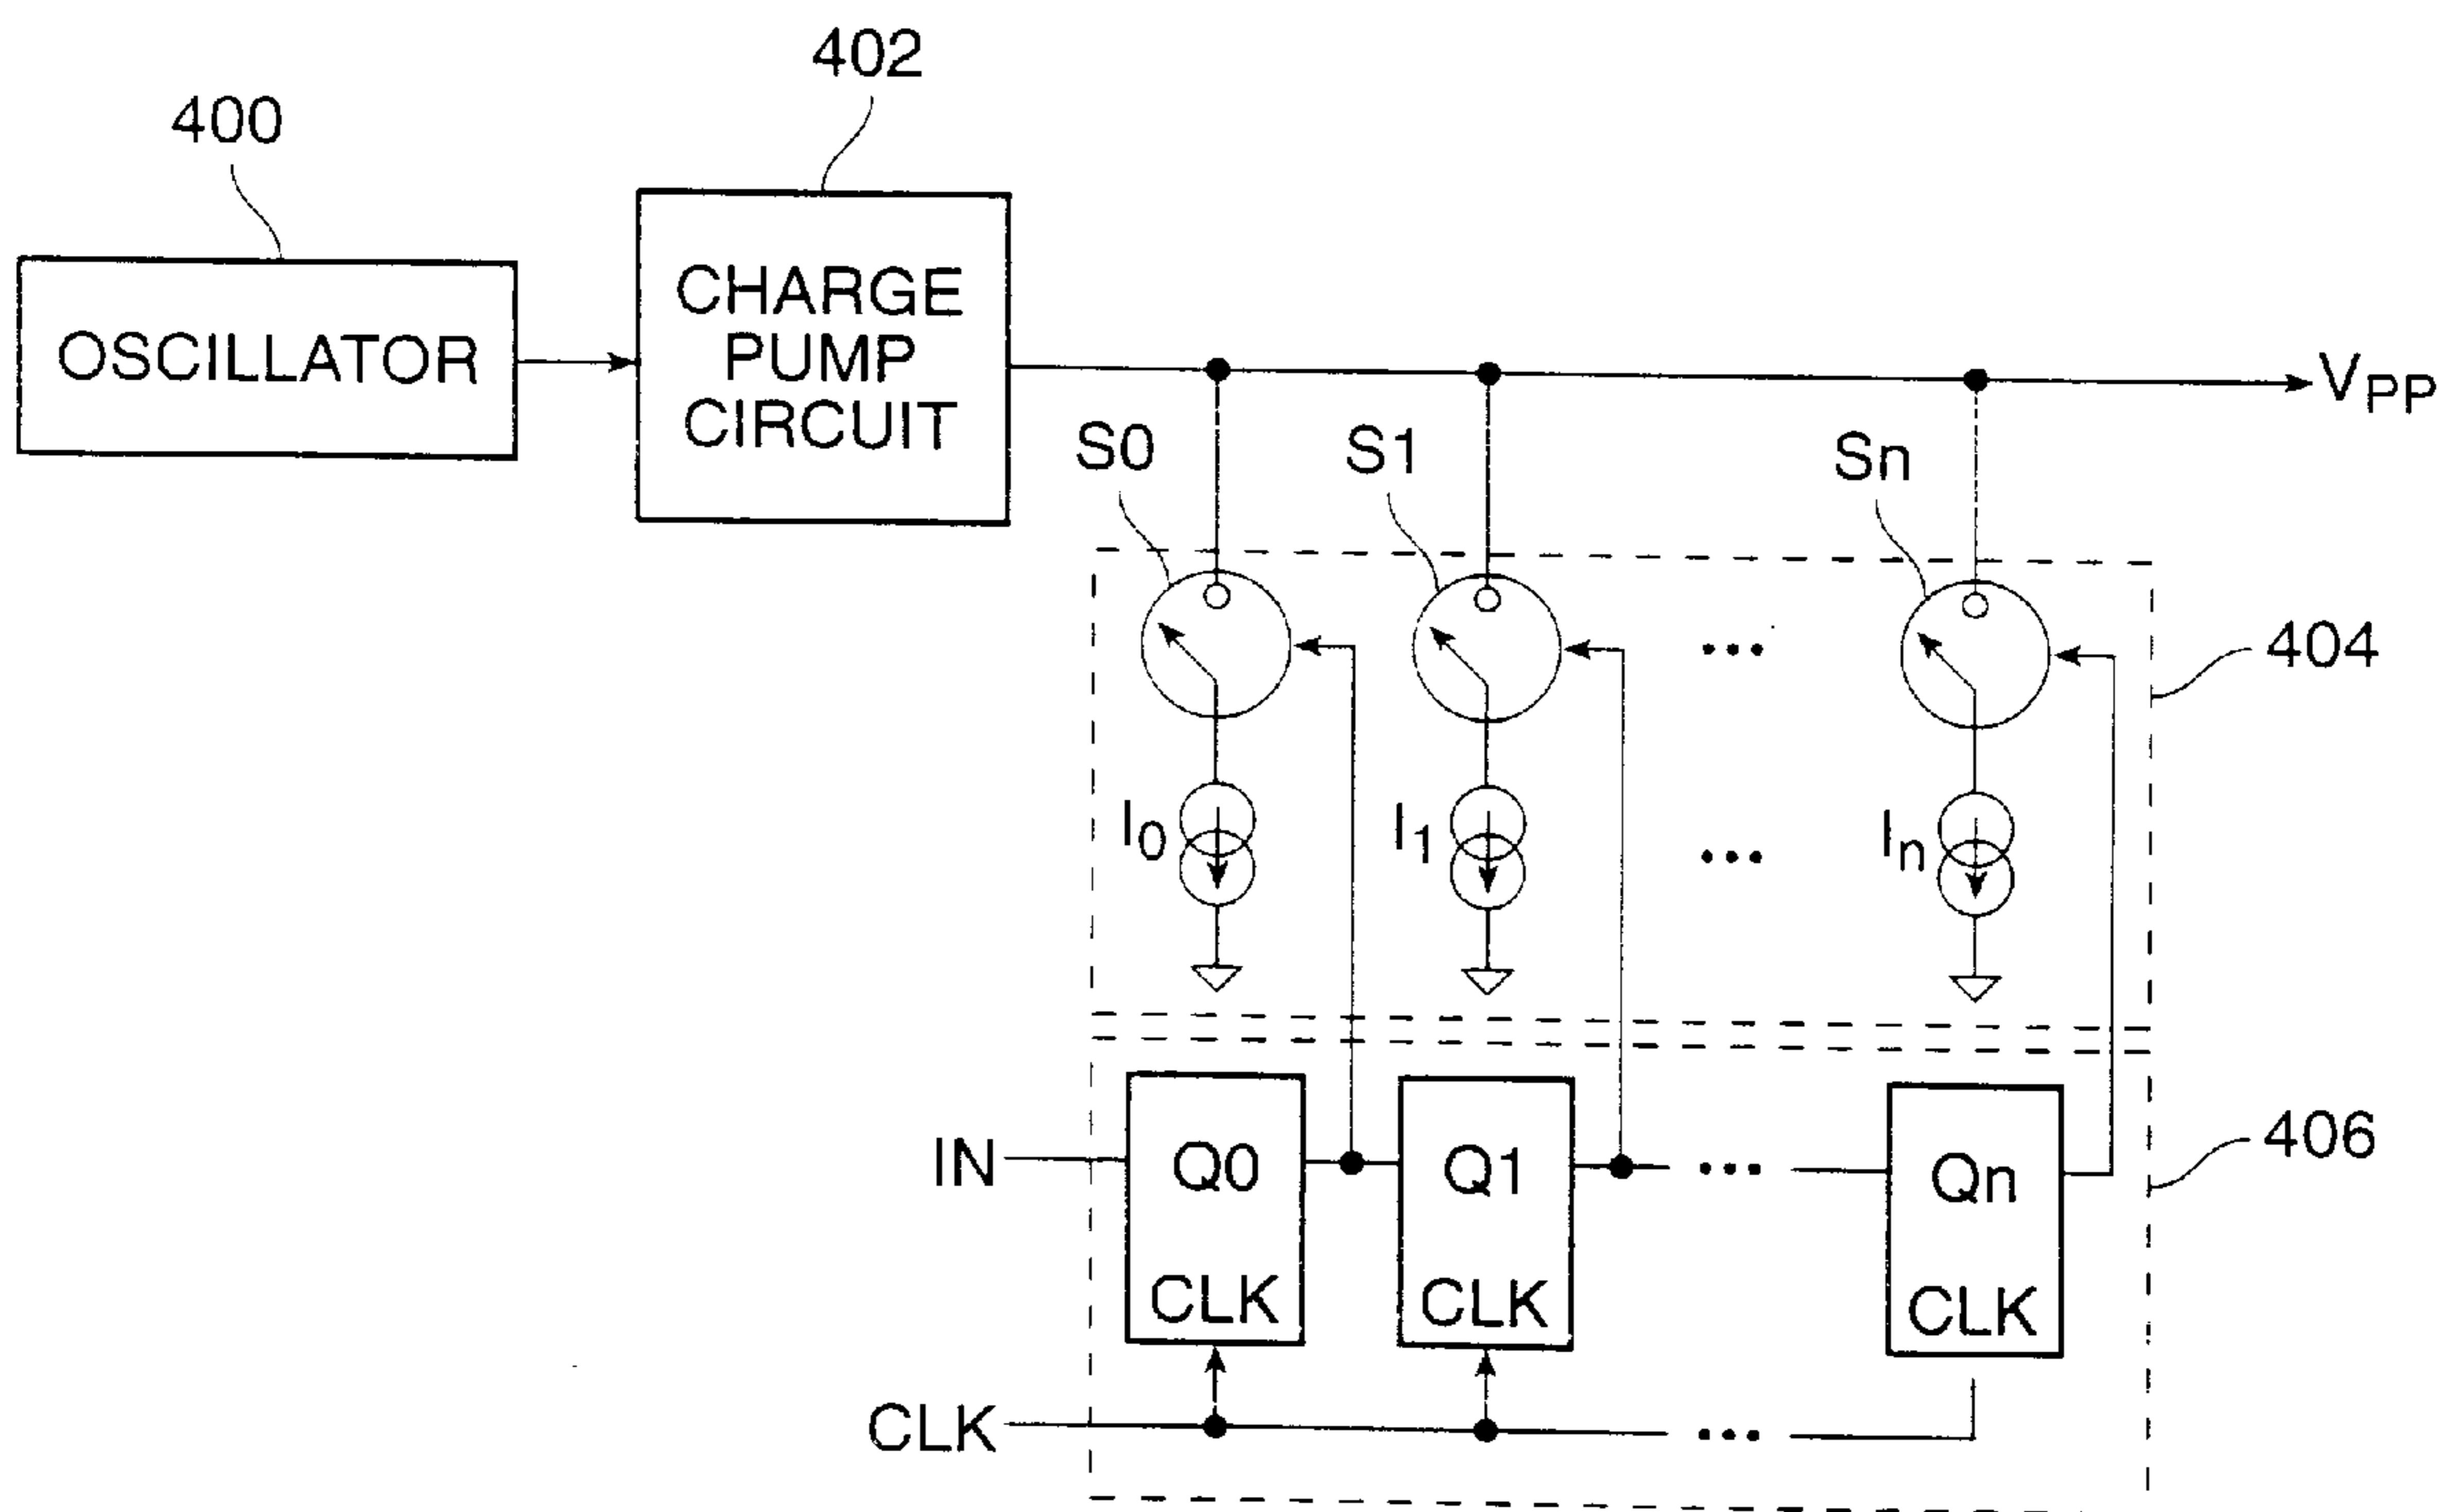 402
400
CHARGE
PUMP
CIRCUIT
OSCILLATOR
VPP
S0
S1
Sn
...
404
I0
I1
...
In
406
IN
Q0
Q1
...
Qn
CLK
CLK
CLK
CLK
...